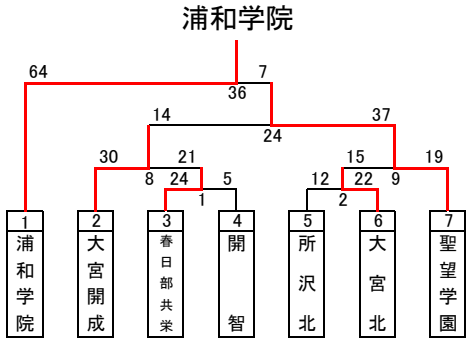 浦和学院
64 7
36
14 37
24
30 21 15 19
8 24 5 12 22 9
1 2
1 2 3 4 5 6 7
浦和学院
大宮開成
春日部共栄
開智
所沢北
大宮北
聖望学園